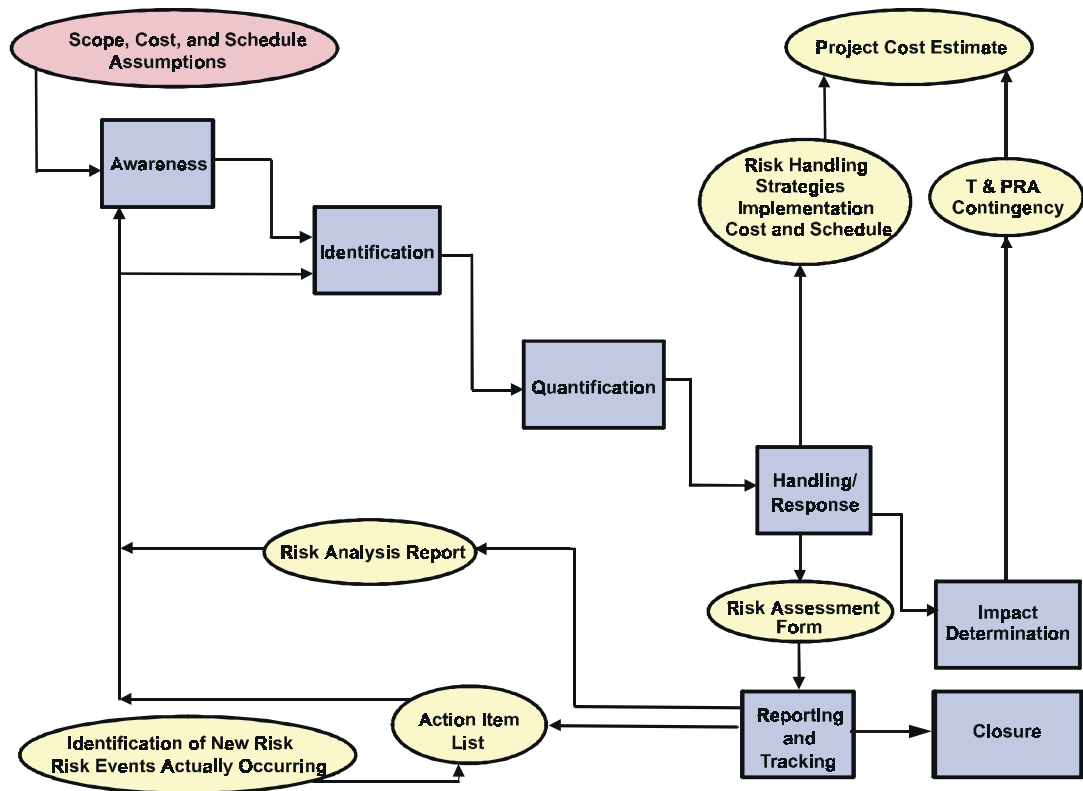 Scope, Cost, and Schedule
Assumptions
Project Cost Estimate
Awareness
Risk Handling
Strategies
Implementation
Cost and Schedule
T & PRA
Contingency
Identification
Quantification
Handling/
Response
Risk Analysis Report
Risk Assessment
Form
Impact
Determination
Action Item
List
Reporting
and
Tracking
Closure
Identification of New Risk
Risk Events Actually Occurring